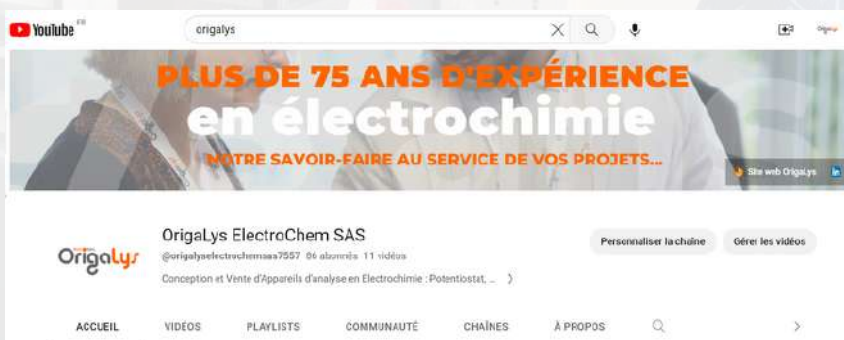 YouTube FR
origalys
PLUS DE 75 ANS D'EXPÉRIENCE
en électrochimie
NOTRE SAVOIR-FAIRE AU SERVICE DE VOS PROJETS...
Site web OrigaLys
in
OrigaLys
OrigaLys ElectroChem SAS
@origalyselectrochemsas7557 86 abonnés 11 vidéos
Personnaliser la chaîne Gérer les vidéos
Conception et Vente d'Appareils d'analyse en Electrochimie : Potentiostat, ...
ACCUEIL VIDÉOS PLAYLISTS COMMUNAUTÉ CHAÎNES À PROPOS